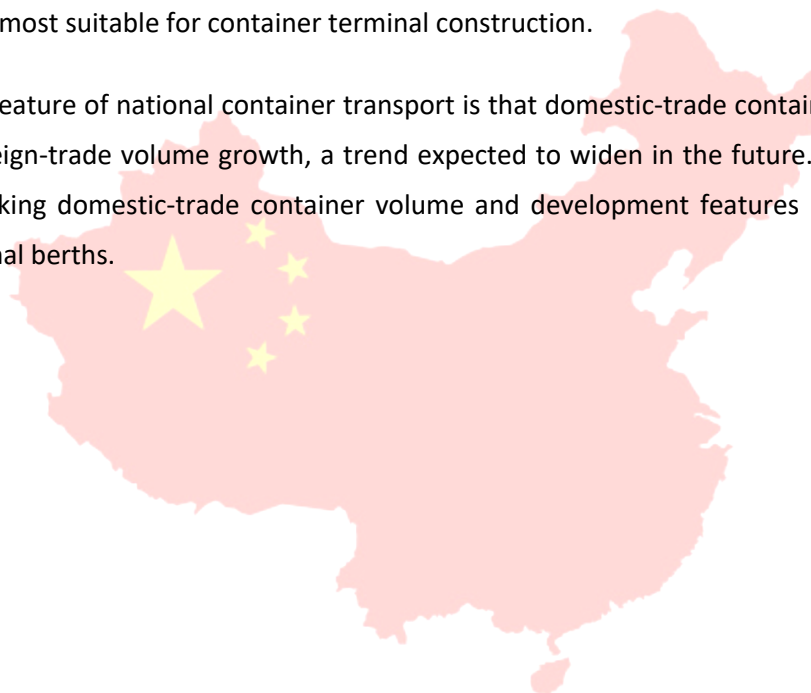 most suitable for container terminal construction.
eature of national container transport is that domestic-trade contai
eign-trade volume growth, a trend expected to widen in the future.
king domestic-trade container volume and development features
nal berths.